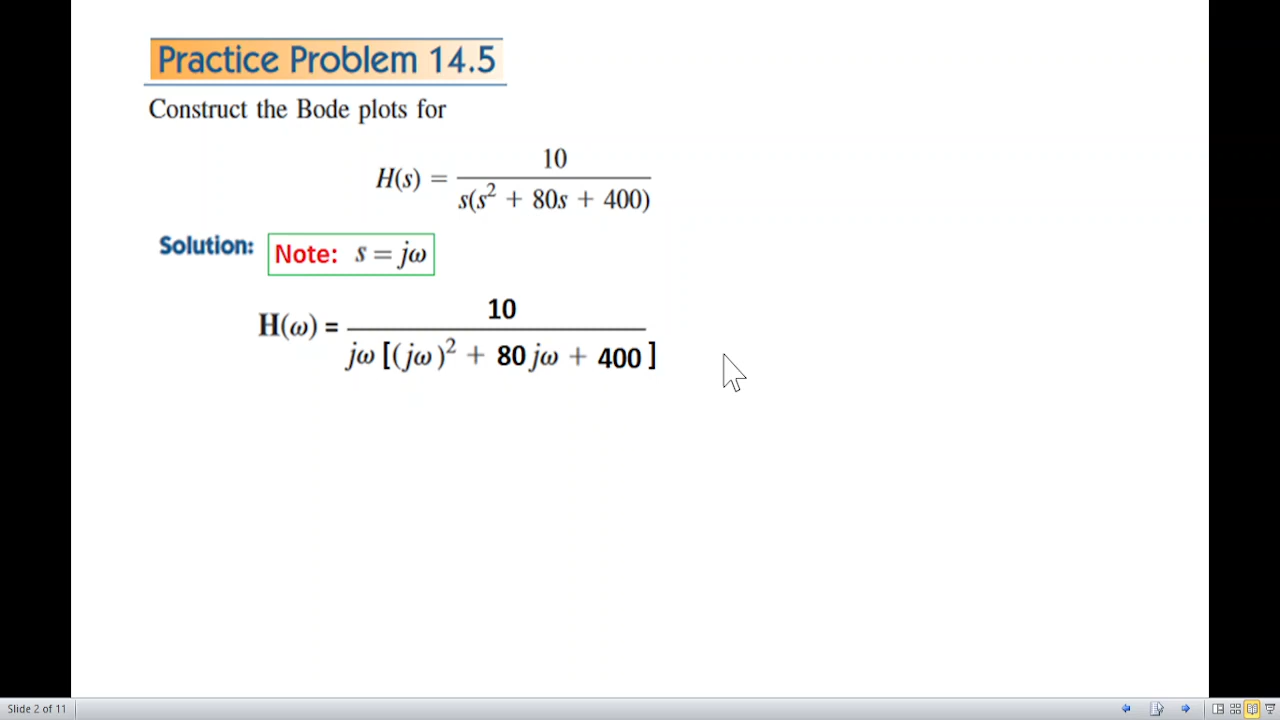 Practice Problem 14.5
Construct the Bode plots for
H(s) = 10 / s(s² + 80s + 400)
Solution: Note: s = jω
H(ω) = 10 / jω [(jω)² + 80 jω + 400 ]
Slide 2 of 11